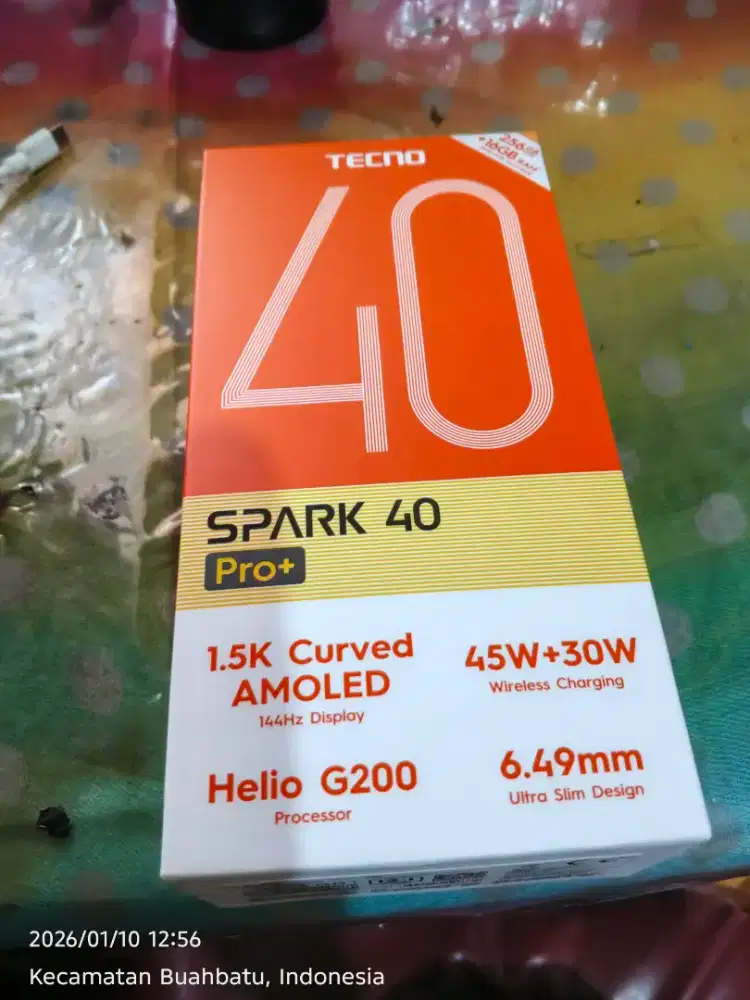 TECNO
256GB
+16GB RAM
40
SPARK 40
Pro+
1.5K Curved
AMOLED
144Hz Display
45W+30W
Wireless Charging
Helio G200
Processor
6.49mm
Ultra Slim Design
2026/01/10 12:56
Kecamatan Buahbatu, Indonesia